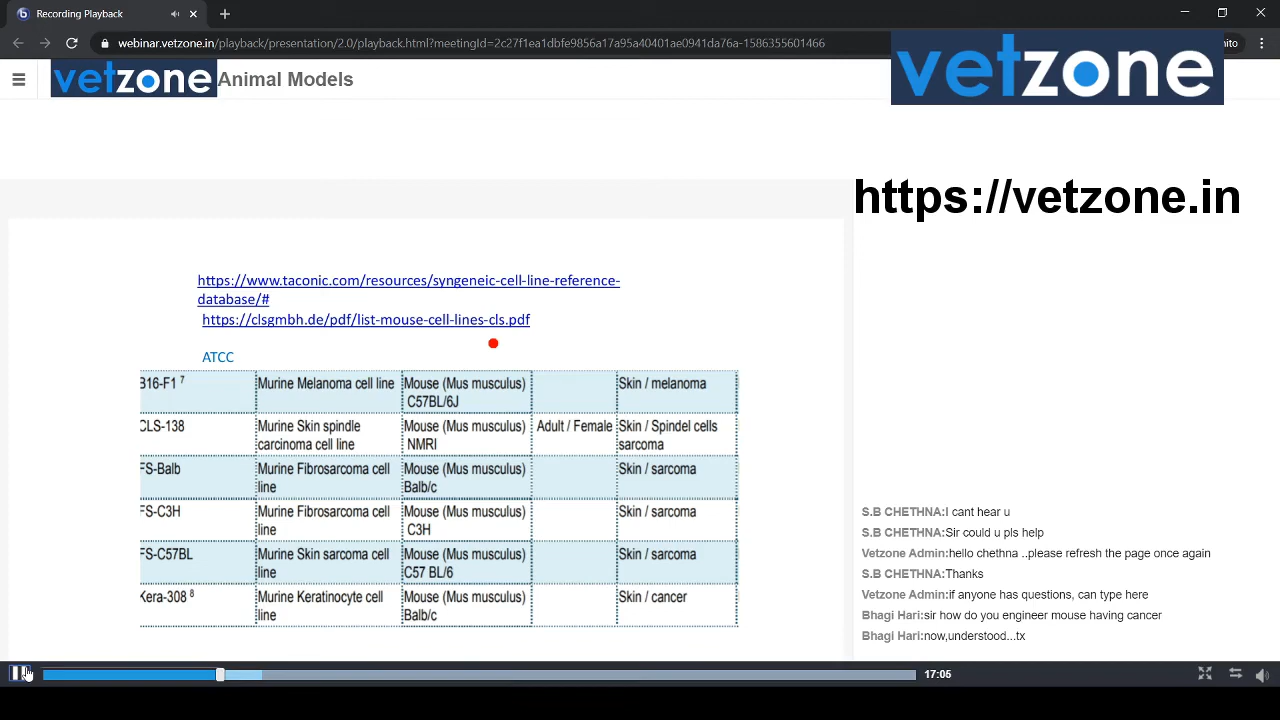 Recording Playback
webinar.vetzone.in/playback/presentation/2.0/playback.html?meetingId=2c27f1ea1dbfe9856a17a95a40401ae0941da76a-1586355601466
vetzone
vetzone Animal Models
https://vetzone.in
https://www.taconic.com/resources/syngeneic-cell-line-reference-
database/#
https://clsgmbh.de/pdf/list-mouse-cell-lines-cls.pdf
ATCC
B16-F1 7 Murine Melanoma cell line Mouse (Mus musculus) Skin / melanoma
C57BL/6J
CLS-138 Murine Skin spindle Mouse (Mus musculus) Adult / Female Skin / Spindel cells
carcinoma cell line NMRI sarcoma
FS-Balb Murine Fibrosarcoma cell Mouse (Mus musculus) Skin / sarcoma
line Balb/c
FS-C3H Murine Fibrosarcoma cell Mouse (Mus musculus) Skin / sarcoma
line C3H
FS-C57BL Murine Skin sarcoma cell Mouse (Mus musculus) Skin / sarcoma
line C57 BL/6
Kera-308 8 Murine Keratinocyte cell Mouse (Mus musculus) Skin / cancer
line Balb/c
S.B CHETHNA:I cant hear u
S.B CHETHNA:Sir could u pls help
Vetzone Admin:hello chethna ..please refresh the page once again
S.B CHETHNA:Thanks
Vetzone Admin:if anyone has questions, can type here
Bhagi Hari:sir how do you engineer mouse having cancer
Bhagi Hari:now,understood...tx
17:05